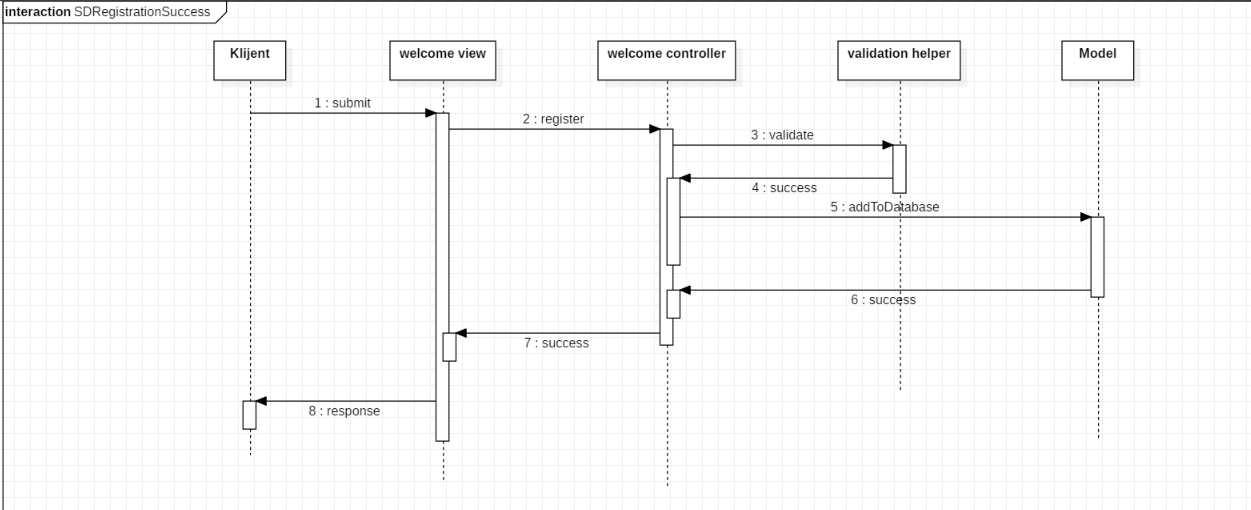 interaction SDRegistrationSuccess
Klijent
welcome view
welcome controller
validation helper
Model
1 : submit
2 : register
3 : validate
4 : success
5 : addToDatabase
6 : success
7 : success
8 : response